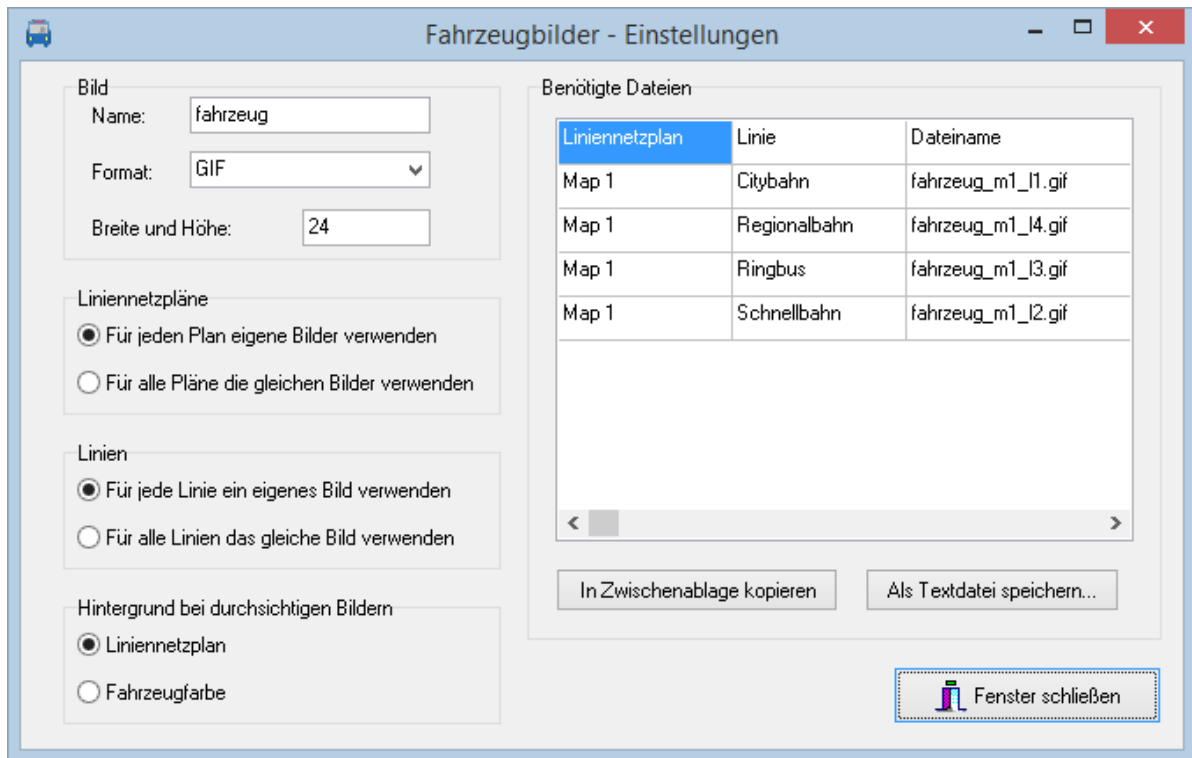 Fahrzeugbilder - Einstellungen
Bild
Name: fahrzeug
Format: GIF
Breite und Höhe: 24
Liniennetzpläne
Für jeden Plan eigene Bilder verwenden
Für alle Pläne die gleichen Bilder verwenden
Linien
Für jede Linie ein eigenes Bild verwenden
Für alle Linien das gleiche Bild verwenden
Hintergrund bei durchsichtigen Bildern
Liniennetzplan
Fahrzeugfarbe
Benötigte Dateien
Liniennetzplan Linie Dateiname
Map 1 Citybahn fahrzeug_m1_l1.gif
Map 1 Regionalbahn fahrzeug_m1_l4.gif
Map 1 Ringbus fahrzeug_m1_l3.gif
Map 1 Schnellbahn fahrzeug_m1_l2.gif
In Zwischenablage kopieren
Als Textdatei speichern...
Fenster schließen